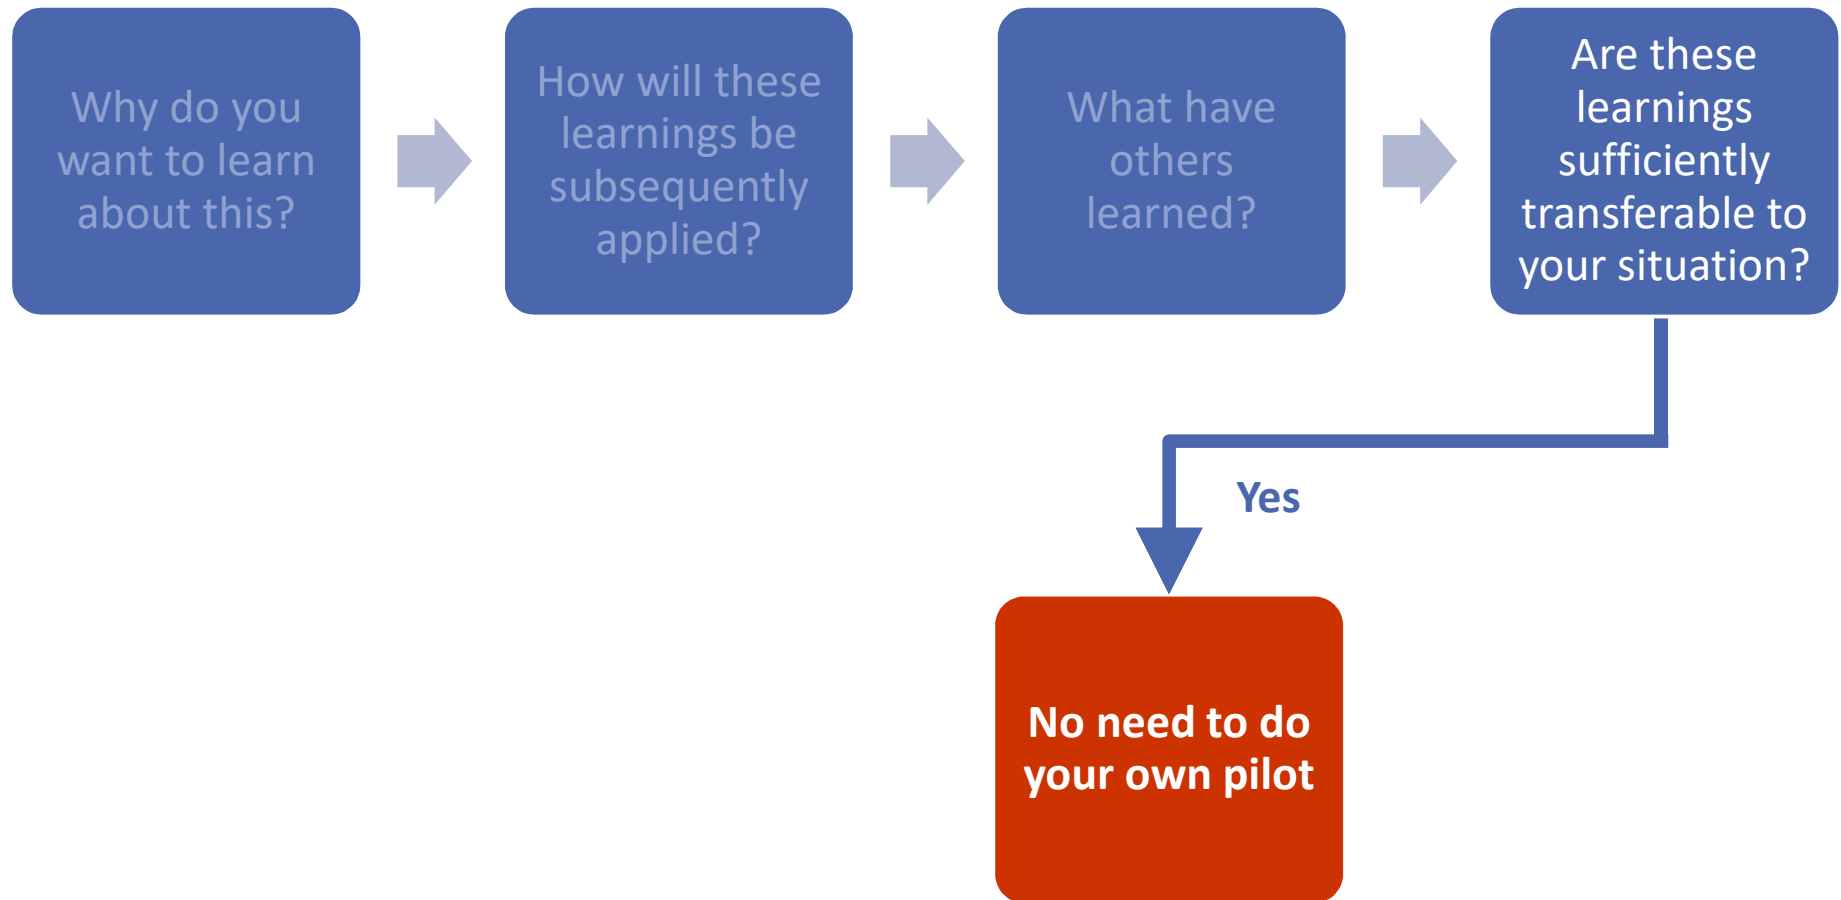 Why do you
want to learn
about this?
How will these
learnings be
subsequently
applied?
What have
others
learned?
Are these
learnings
sufficiently
transferable to
your situation?
Yes
No need to do
your own pilot